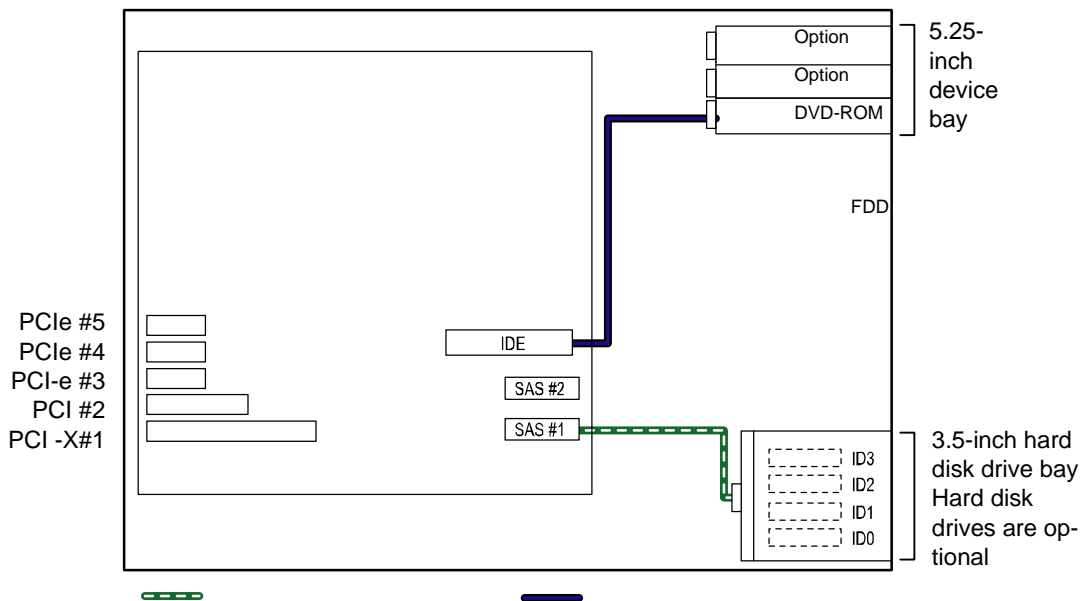 Option
Option
DVD-ROM
5.25-
inch
device
bay
FDD
PCIe #5
PCIe #4
PCI-e #3
PCI #2
PCI -X#1
IDE
SAS #2
SAS #1
ID3
ID2
ID1
ID0
3.5-inch hard
disk drive bay
Hard disk
drives are op-
tional